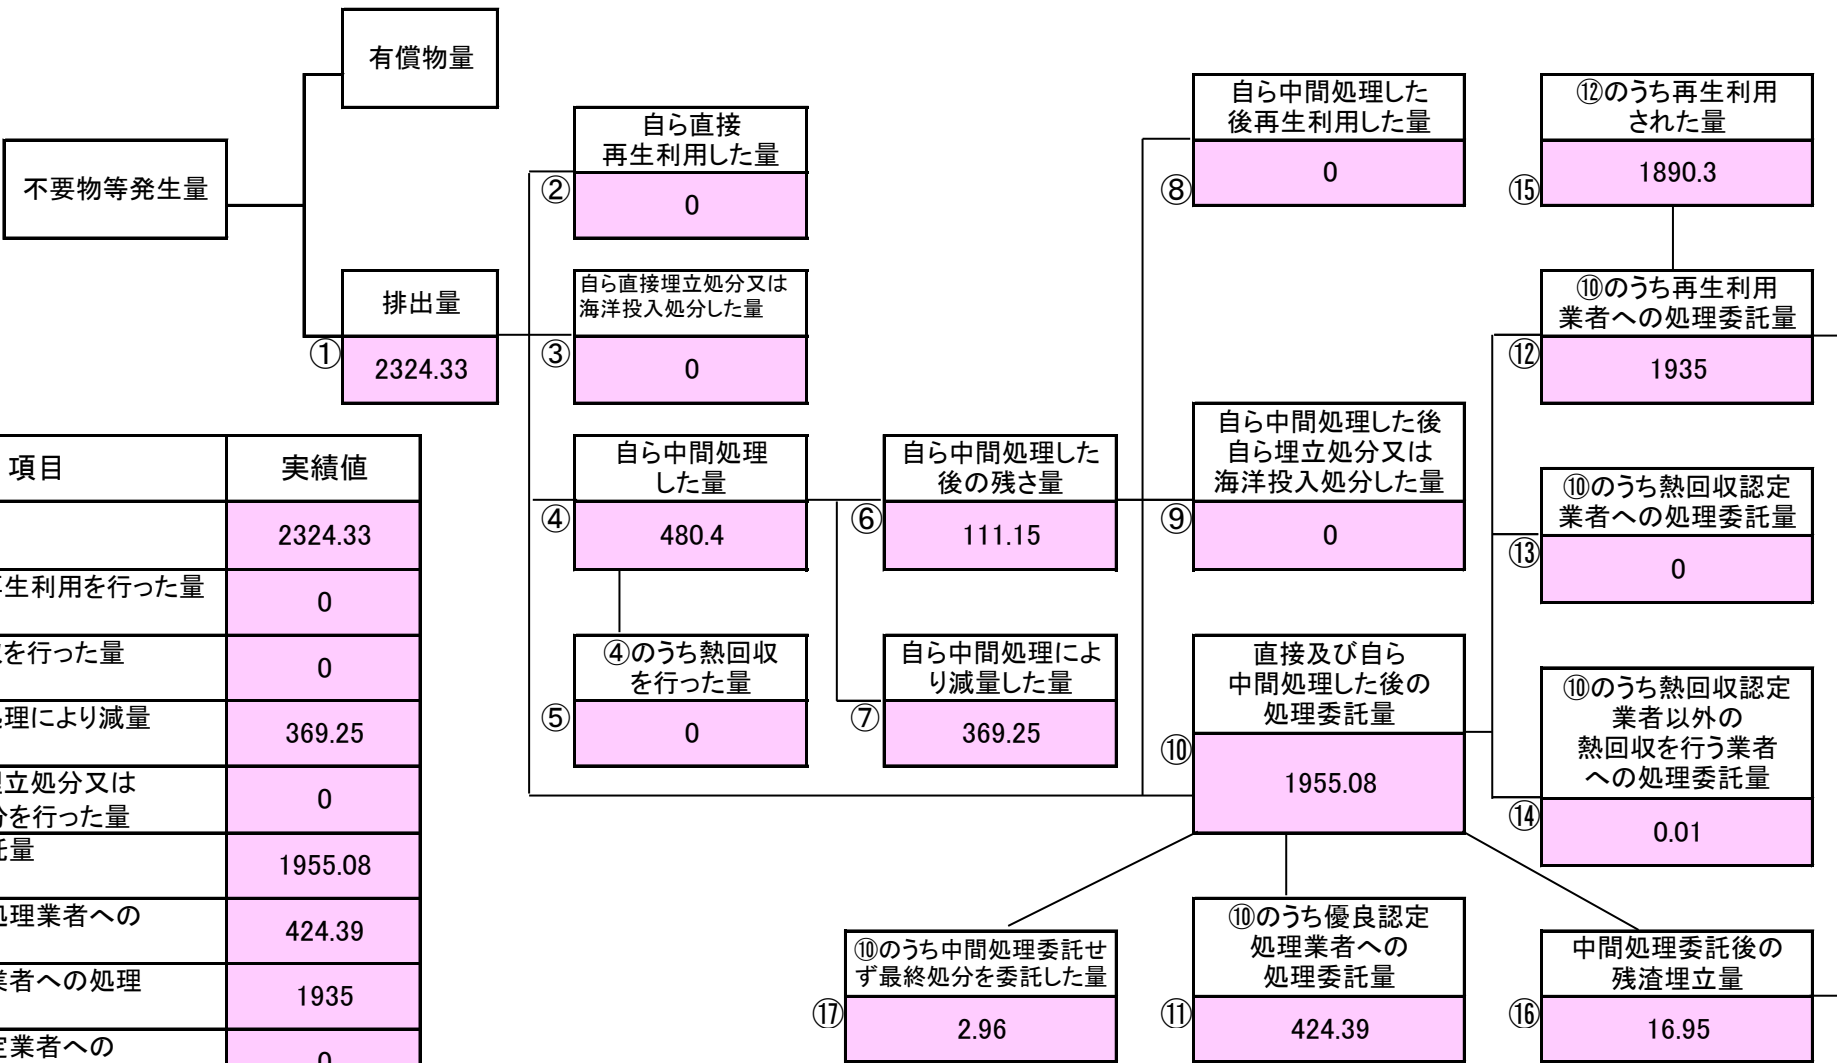 有償物量
不要物等発生量
排出量
①
2324.33
自ら直接
再生利用した量
②
0
自ら直接埋立処分又は
海洋投入処分した量
③
0
自ら中間処理
した量
④
480.4
④のうち熱回収
を行った量
⑤
0
自ら中間処理した
後の残さ量
⑥
111.15
自ら中間処理によ
り減量した量
⑦
369.25
自ら中間処理した
後再生利用した量
⑧
0
自ら中間処理した後
自ら埋立処分又は
海洋投入処分した量
⑨
0
直接及び自ら
中間処理した後の
処理委託量
⑩
1955.08
⑫のうち再生利用
された量
⑮
1890.3
⑩のうち再生利用
業者への処理委託量
⑫
1935
⑩のうち熱回収認定
業者への処理委託量
⑬
0
⑩のうち熱回収認定
業者以外の
熱回収を行う業者
への処理委託量
⑭
0.01
⑩のうち中間処理委託せ
ず最終処分を委託した量
⑰
2.96
⑩のうち優良認定
処理業者への
処理委託量
⑪
424.39
中間処理委託後の
残渣埋立量
⑯
16.95
項目 実績値
2324.33
生利用を行った量
0
を行った量
0
理により減量
369.25
立処分又は
を行った量
0
託量
1955.08
処理業者への
424.39
業者への処理
1935
定業者への
0